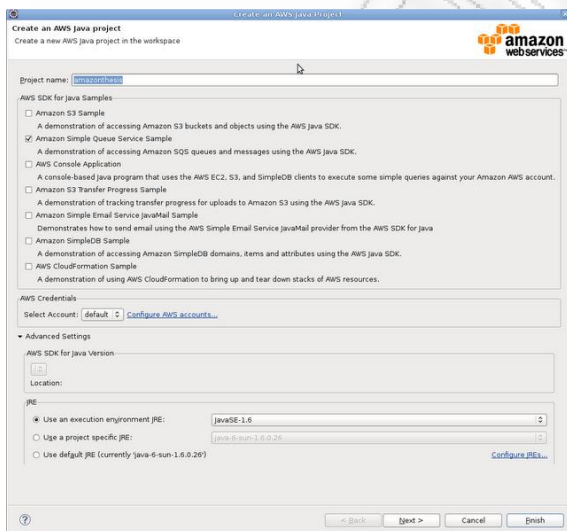 Create an AWS Java Project
Create an AWS Java project
Create a new AWS Java project in the workspace
amazon
webservices
Project name: amazonthesis
AWS SDK for Java Samples
Amazon S3 Sample
A demonstration of accessing Amazon S3 buckets and objects using the AWS Java SDK.
Amazon Simple Queue Service Sample
A demonstration of accessing Amazon SQS queues and messages using the AWS Java SDK.
AWS Console Application
A console-based Java program that uses the AWS EC2, S3, and SimpleDB clients to execute some simple queries against your Amazon AWS account.
Amazon S3 Transfer Progress Sample
A demonstration of tracking transfer progress for uploads to Amazon S3 using the AWS Java SDK.
Amazon Simple Email Service JavaMail Sample
Demonstrates how to send email using the AWS Simple Email Service JavaMail provider from the AWS SDK for Java
Amazon SimpleDB Sample
A demonstration of accessing Amazon SimpleDB domains, items and attributes using the AWS Java SDK.
AWS CloudFormation Sample
A demonstration of using AWS CloudFormation to bring up and tear down stacks of AWS resources.
AWS Credentials
Select Account: default Configure AWS accounts...
Advanced Settings
AWS SDK for Java Version
Location:
JRE
Use an execution environment JRE: JavaSE-1.6
Use a project specific JRE: java-6-sun-1.6.0.26
Use default JRE (currently 'java-6-sun-1.6.0.26') Configure JREs...
? < Back Next > Cancel Finish